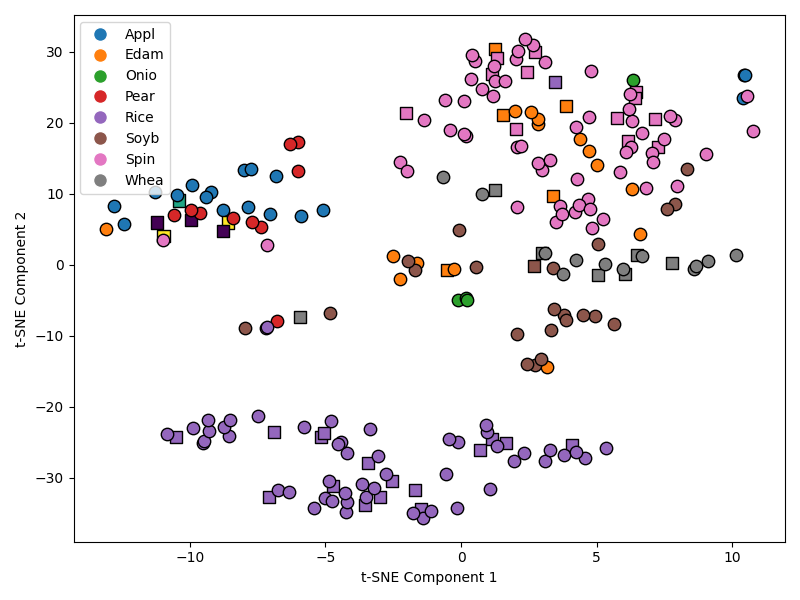 Appl
Edam
Onio
Pear
Rice
Soyb
Spin
Whea
30
20
10
0
−10
−20
−30
t-SNE Component 2
−10 −5 0 5 10
t-SNE Component 1